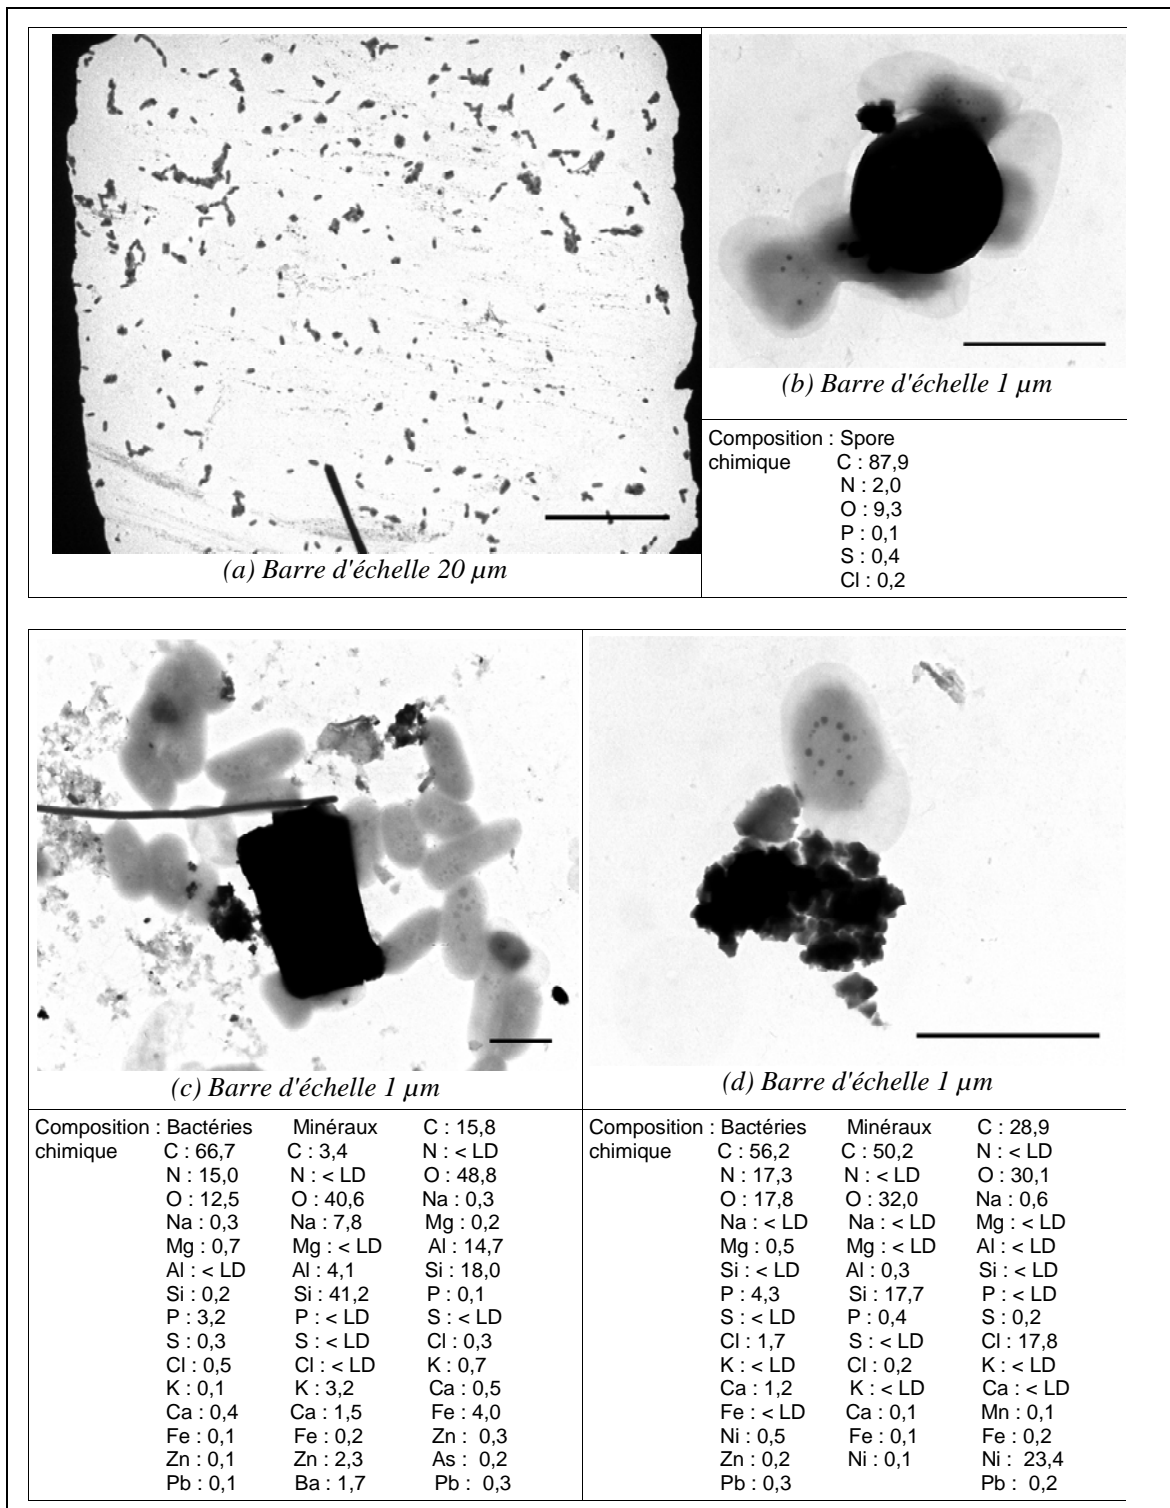 (a) Barre d'échelle 20 µm
(b) Barre d'échelle 1 µm
Composition : Spore
chimique C : 87,9
N : 2,0
O : 9,3
P : 0,1
S : 0,4
Cl : 0,2
(c) Barre d'échelle 1 µm
Composition : Bactéries Minéraux C : 15,8
chimique C : 66,7 C : 3,4 N : < LD
N : 15,0 N : < LD O : 48,8
O : 12,5 O : 40,6 Na : 0,3
Na : 0,3 Na : 7,8 Mg : 0,2
Mg : 0,7 Mg : < LD Al : 14,7
Al : < LD Al : 4,1 Si : 18,0
Si : 0,2 Si : 41,2 P : 0,1
P : 3,2 P : < LD S : < LD
S : 0,3 S : < LD Cl : 0,3
Cl : 0,5 Cl : < LD K : 0,7
K : 0,1 K : 3,2 Ca : 0,5
Ca : 0,4 Ca : 1,5 Fe : 4,0
Fe : 0,1 Fe : 0,2 Zn : 0,3
Zn : 0,1 Zn : 2,3 As : 0,2
Pb : 0,1 Ba : 1,7 Pb : 0,3
(d) Barre d'échelle 1 µm
Composition : Bactéries Minéraux C : 28,9
chimique C : 56,2 C : 50,2 N : < LD
N : 17,3 N : < LD O : 30,1
O : 17,8 O : 32,0 Na : 0,6
Na : < LD Na : < LD Mg : < LD
Mg : 0,5 Mg : < LD Al : < LD
Si : < LD Al : 0,3 Si : < LD
P : 4,3 Si : 17,7 P : < LD
S : < LD P : 0,4 S : 0,2
Cl : 1,7 S : < LD Cl : 17,8
K : < LD Cl : 0,2 K : < LD
Ca : 1,2 K : < LD Ca : < LD
Fe : < LD Ca : 0,1 Mn : 0,1
Ni : 0,5 Fe : 0,1 Fe : 0,2
Zn : 0,2 Ni : 0,1 Ni : 23,4
Pb : 0,3 Pb : 0,2